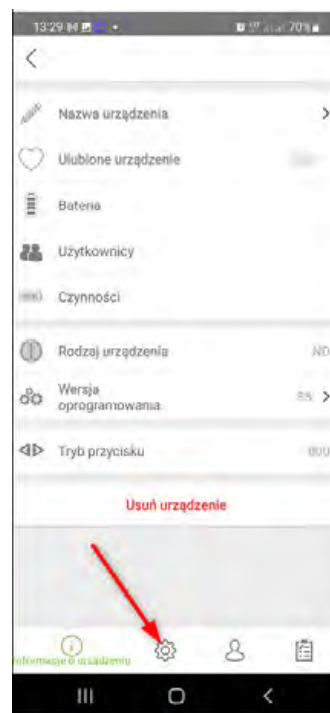 13:29
70%
Nazwa urządzenia
Ulubione urządzenie
Bateria
Użytkownicy
Czynności
Rodzaj urządzenia ND
Wersja
oprogramowania
Tryb przycisku
Usuń urządzenie
Informacje o urządzeniu